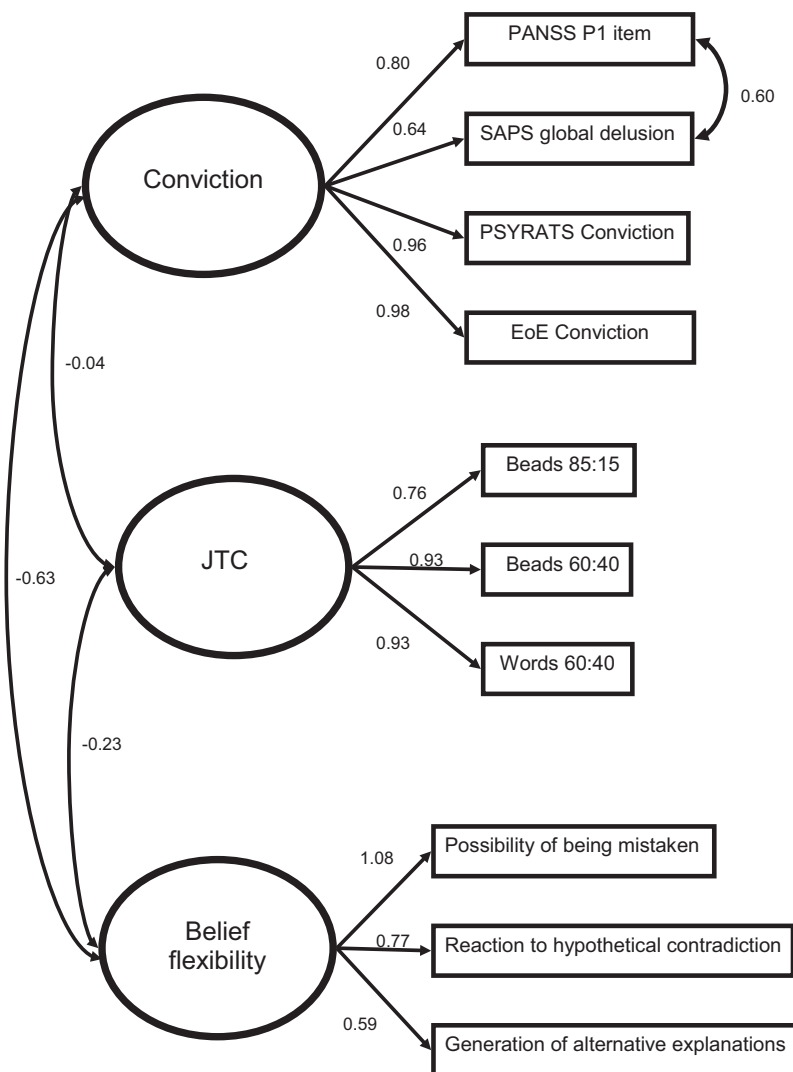 PANSS P1 item
0.80
0.60
0.64
SAPS global delusion
Conviction
PSYRATS Conviction
0.96
0.98
EoE Conviction
-0.04
Beads 85:15
0.76
JTC
0.93
Beads 60:40
-0.63
0.93
Words 60:40
-0.23
1.08
Possibility of being mistaken
Belief
flexibility
0.77
Reaction to hypothetical contradiction
0.59
Generation of alternative explanations